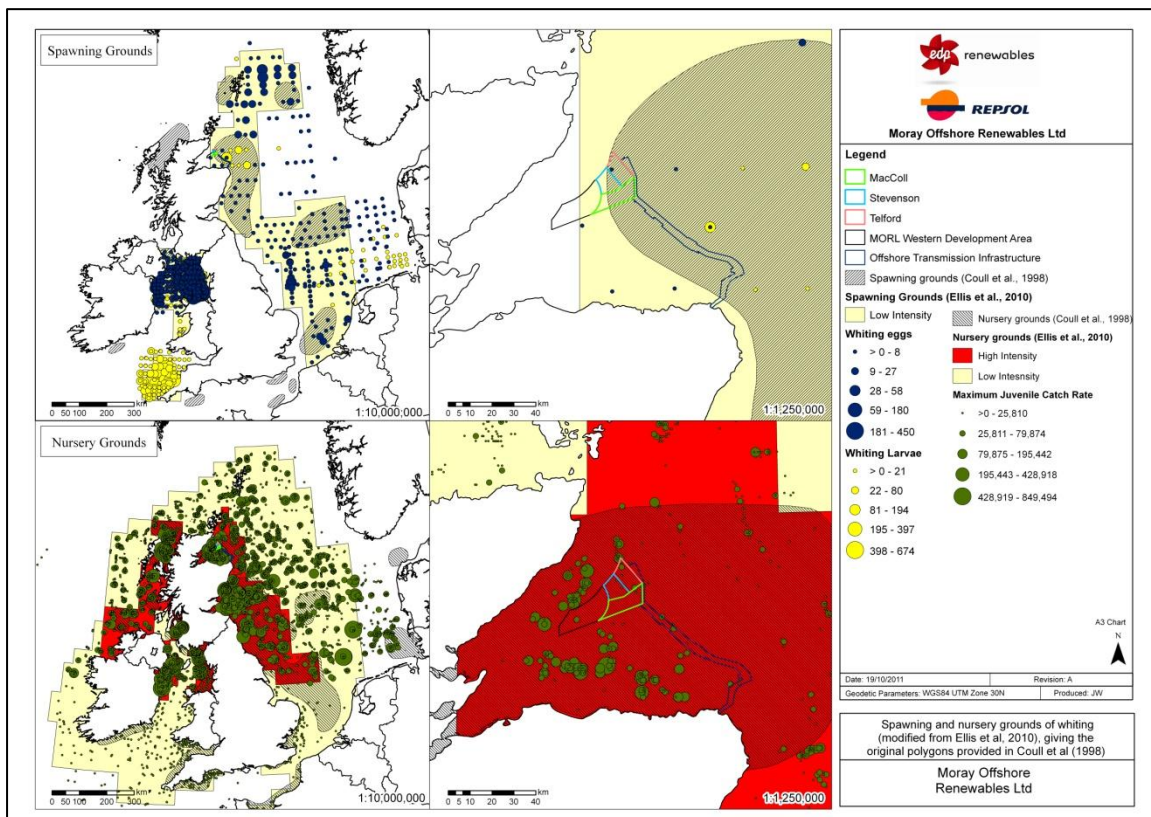 Spawning Grounds
0 50 100 200 300
km
1:10,000,000
0 5 10 20 30 40
km
1:1,250,000
Nursery Grounds
0 50 100 200 300
km
1:10,000,000
0 5 10 20 30 40
km
1:1,250,000
edp renewables
REPSOL
Moray Offshore Renewables Ltd
Legend
MacColl
Stevenson
Telford
MORL Western Development Area
Offshore Transmission Infrastructure
Spawning grounds (Coull et al., 1998)
Spawning Grounds (Ellis et al., 2010)
Low Intensity
Whiting eggs
> 0 - 8
9 - 27
28 - 58
59 - 180
181 - 450
Whiting Larvae
> 0 - 21
22 - 80
81 - 194
195 - 397
398 - 674
Nursery grounds (Coull et al., 1998)
Nursery grounds (Ellis et al., 2010)
High Intensity
Low Intensnity
Maximum Juvenile Catch Rate
>0 - 25,810
25,811 - 79,874
79,875 - 195,442
195,443 - 428,918
428,919 - 849,494
A3 Chart
N
Date: 19/10/2011
Revision: A
Geodetic Parameters: WGS84 UTM Zone 30N
Produced: JW
Spawning and nursery grounds of whiting
(modified from Ellis et al, 2010), giving the
original polygons provided in Coull et al (1998)
Moray Offshore
Renewables Ltd